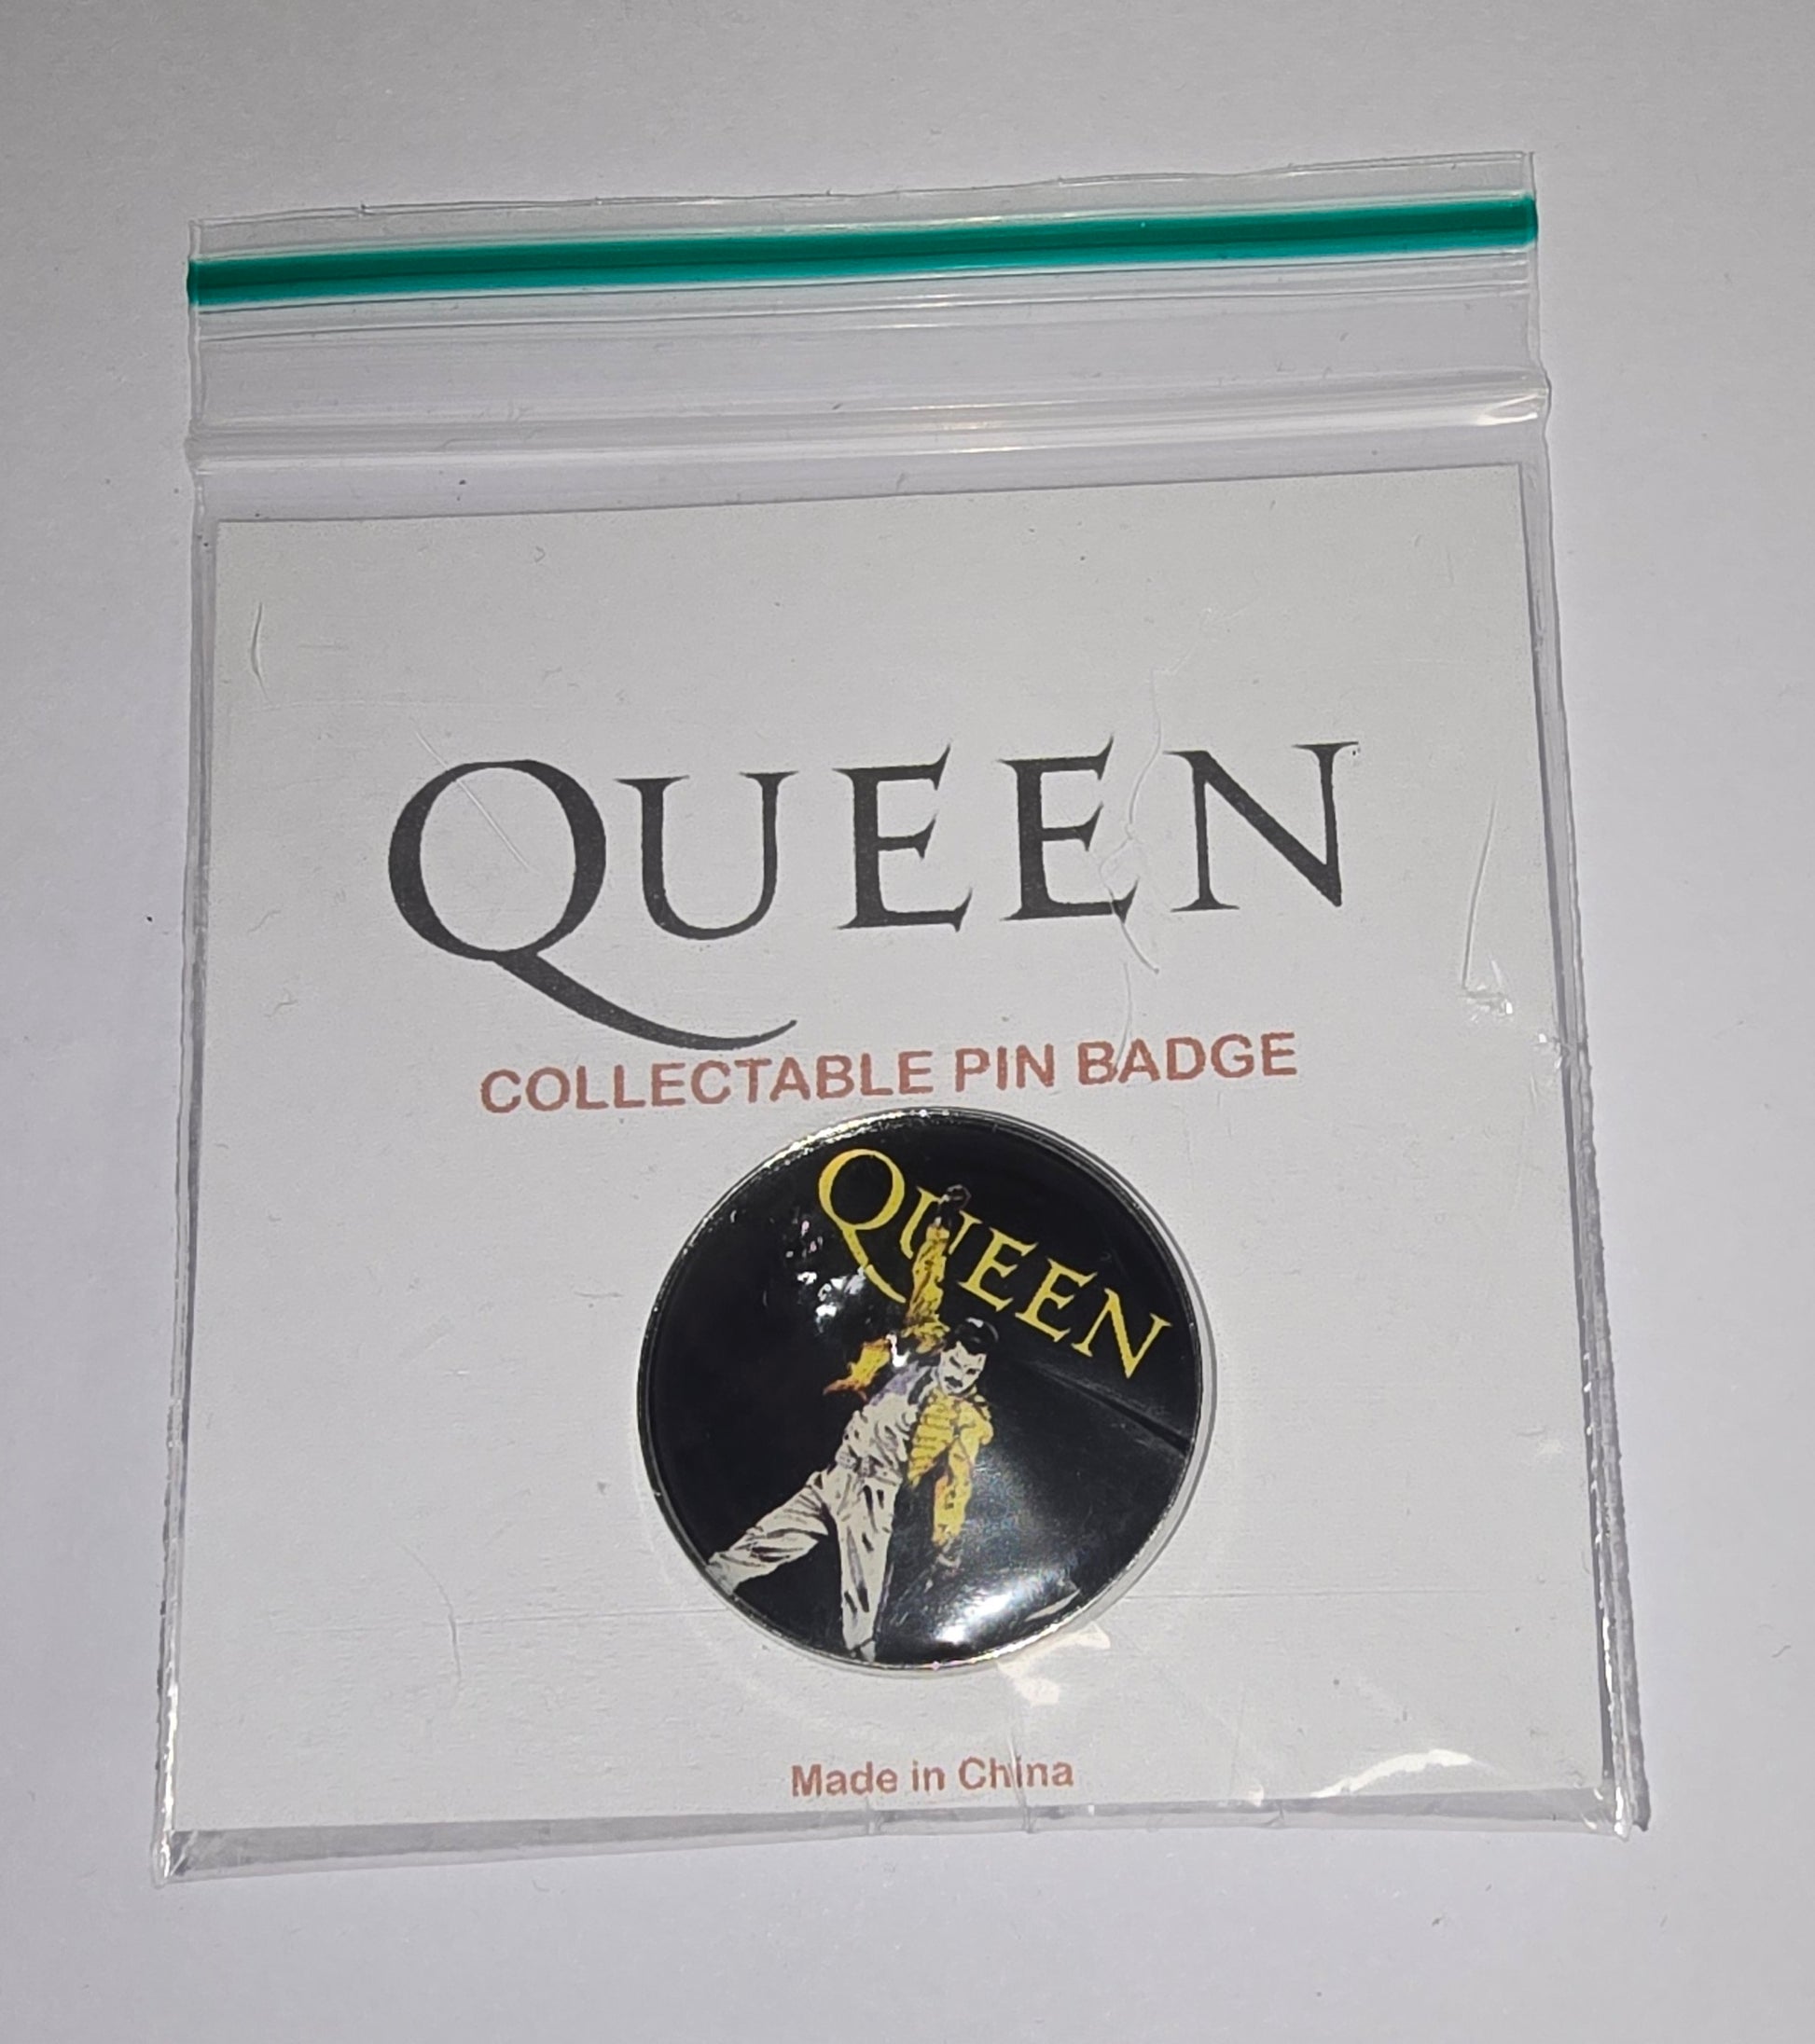 QUEEN
COLLECTABLE PIN BADGE
QUEEN
Made in China